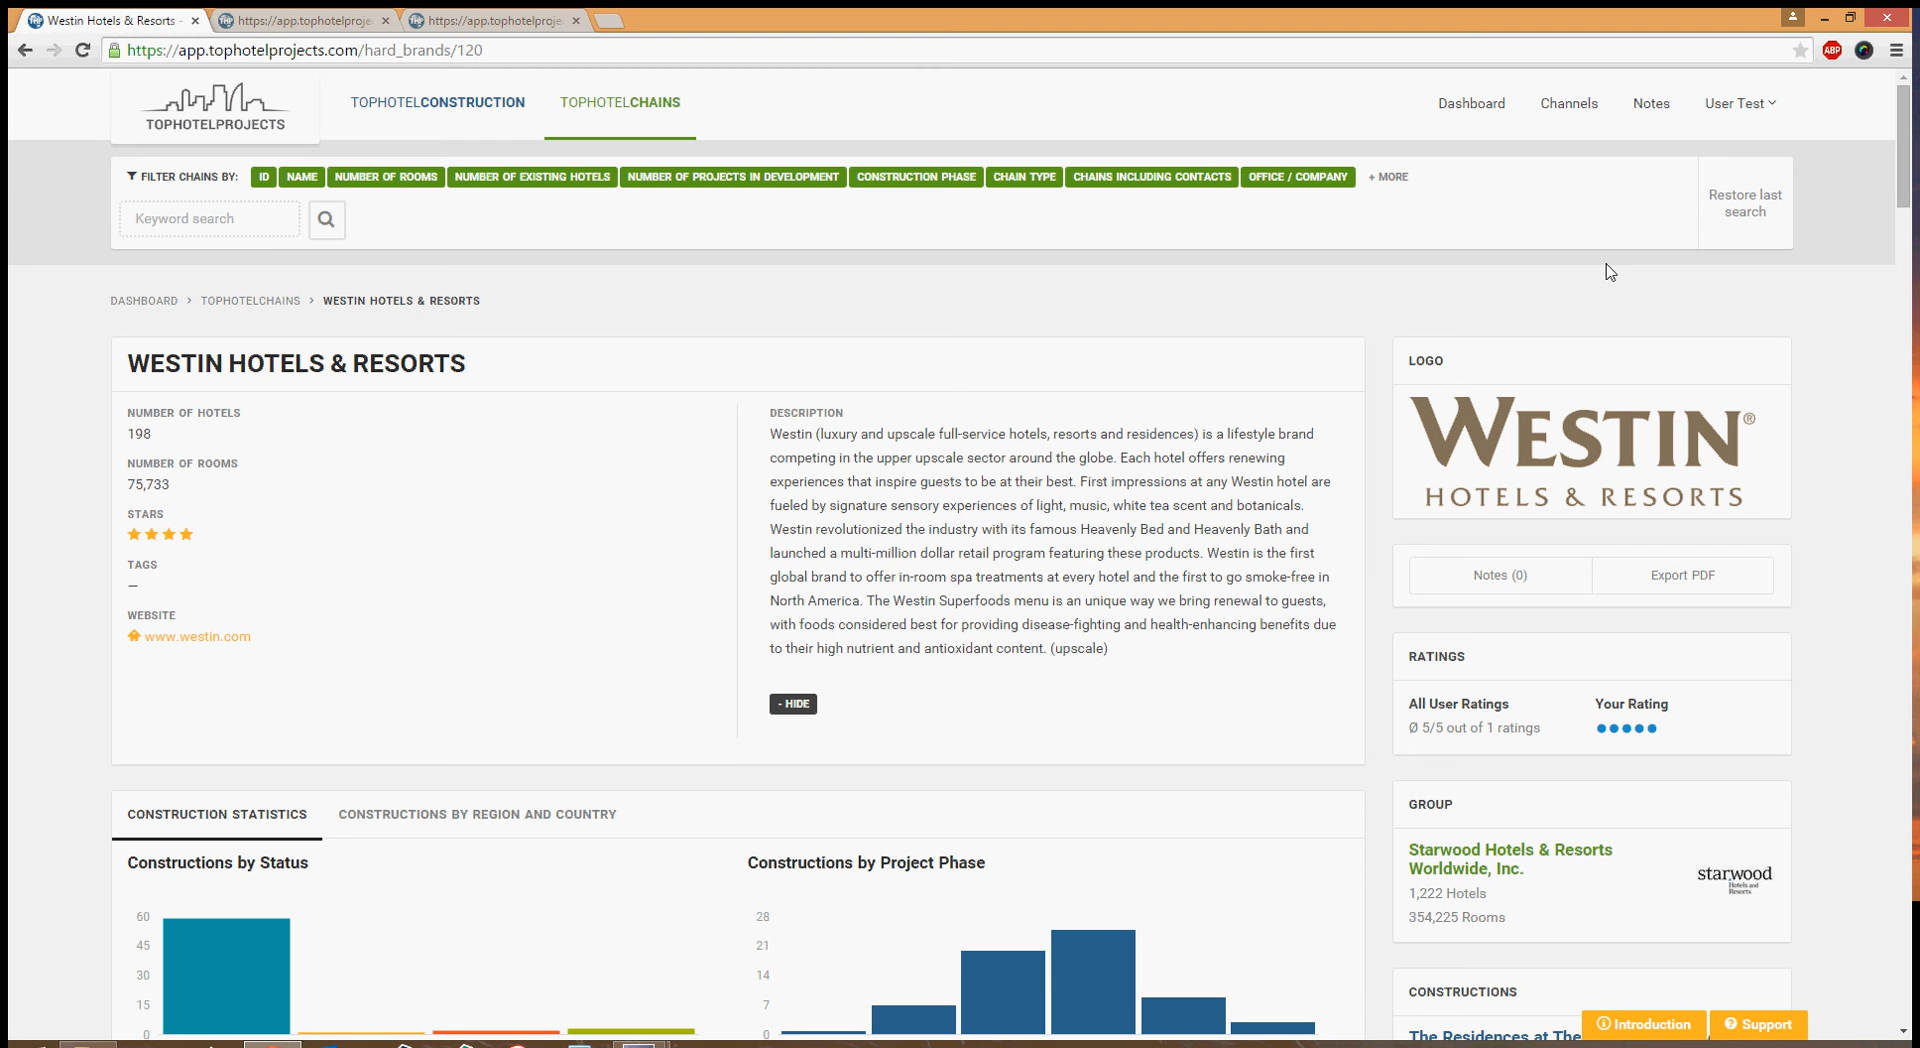 Westin Hotels & Resorts -
https://app.tophotelproje
https://app.tophotelproje
https://app.tophotelprojects.com/hard_brands/120
ABP
TOPHOTELPROJECTS
TOPHOTELCONSTRUCTION
TOPHOTELCHAINS
Dashboard
Channels
Notes
User Test
FILTER CHAINS BY:
ID
NAME
NUMBER OF ROOMS
NUMBER OF EXISTING HOTELS
NUMBER OF PROJECTS IN DEVELOPMENT
CONSTRUCTION PHASE
CHAIN TYPE
CHAINS INCLUDING CONTACTS
OFFICE / COMPANY
+ MORE
Keyword search
Restore last
search
DASHBOARD > TOPHOTELCHAINS > WESTIN HOTELS & RESORTS
WESTIN HOTELS & RESORTS
NUMBER OF HOTELS
198
NUMBER OF ROOMS
75,733
STARS
TAGS
—
WEBSITE
www.westin.com
DESCRIPTION
Westin (luxury and upscale full-service hotels, resorts and residences) is a lifestyle brand
competing in the upper upscale sector around the globe. Each hotel offers renewing
experiences that inspire guests to be at their best. First impressions at any Westin hotel are
fueled by signature sensory experiences of light, music, white tea scent and botanicals.
Westin revolutionized the industry with its famous Heavenly Bed and Heavenly Bath and
launched a multi-million dollar retail program featuring these products. Westin is the first
global brand to offer in-room spa treatments at every hotel and the first to go smoke-free in
North America. The Westin Superfoods menu is an unique way we bring renewal to guests,
with foods considered best for providing disease-fighting and health-enhancing benefits due
to their high nutrient and antioxidant content. (upscale)
- HIDE
LOGO
WESTIN®
HOTELS & RESORTS
Notes (0)
Export PDF
RATINGS
All User Ratings
Your Rating
Ø 5/5 out of 1 ratings
GROUP
Starwood Hotels & Resorts
Worldwide, Inc.
1,222 Hotels
354,225 Rooms
starwood
Hotels and
Resorts
CONSTRUCTIONS
The Residences at The
Introduction
Support
CONSTRUCTION STATISTICS
CONSTRUCTIONS BY REGION AND COUNTRY
Constructions by Status
60
45
30
15
0
Constructions by Project Phase
28
21
14
7
0